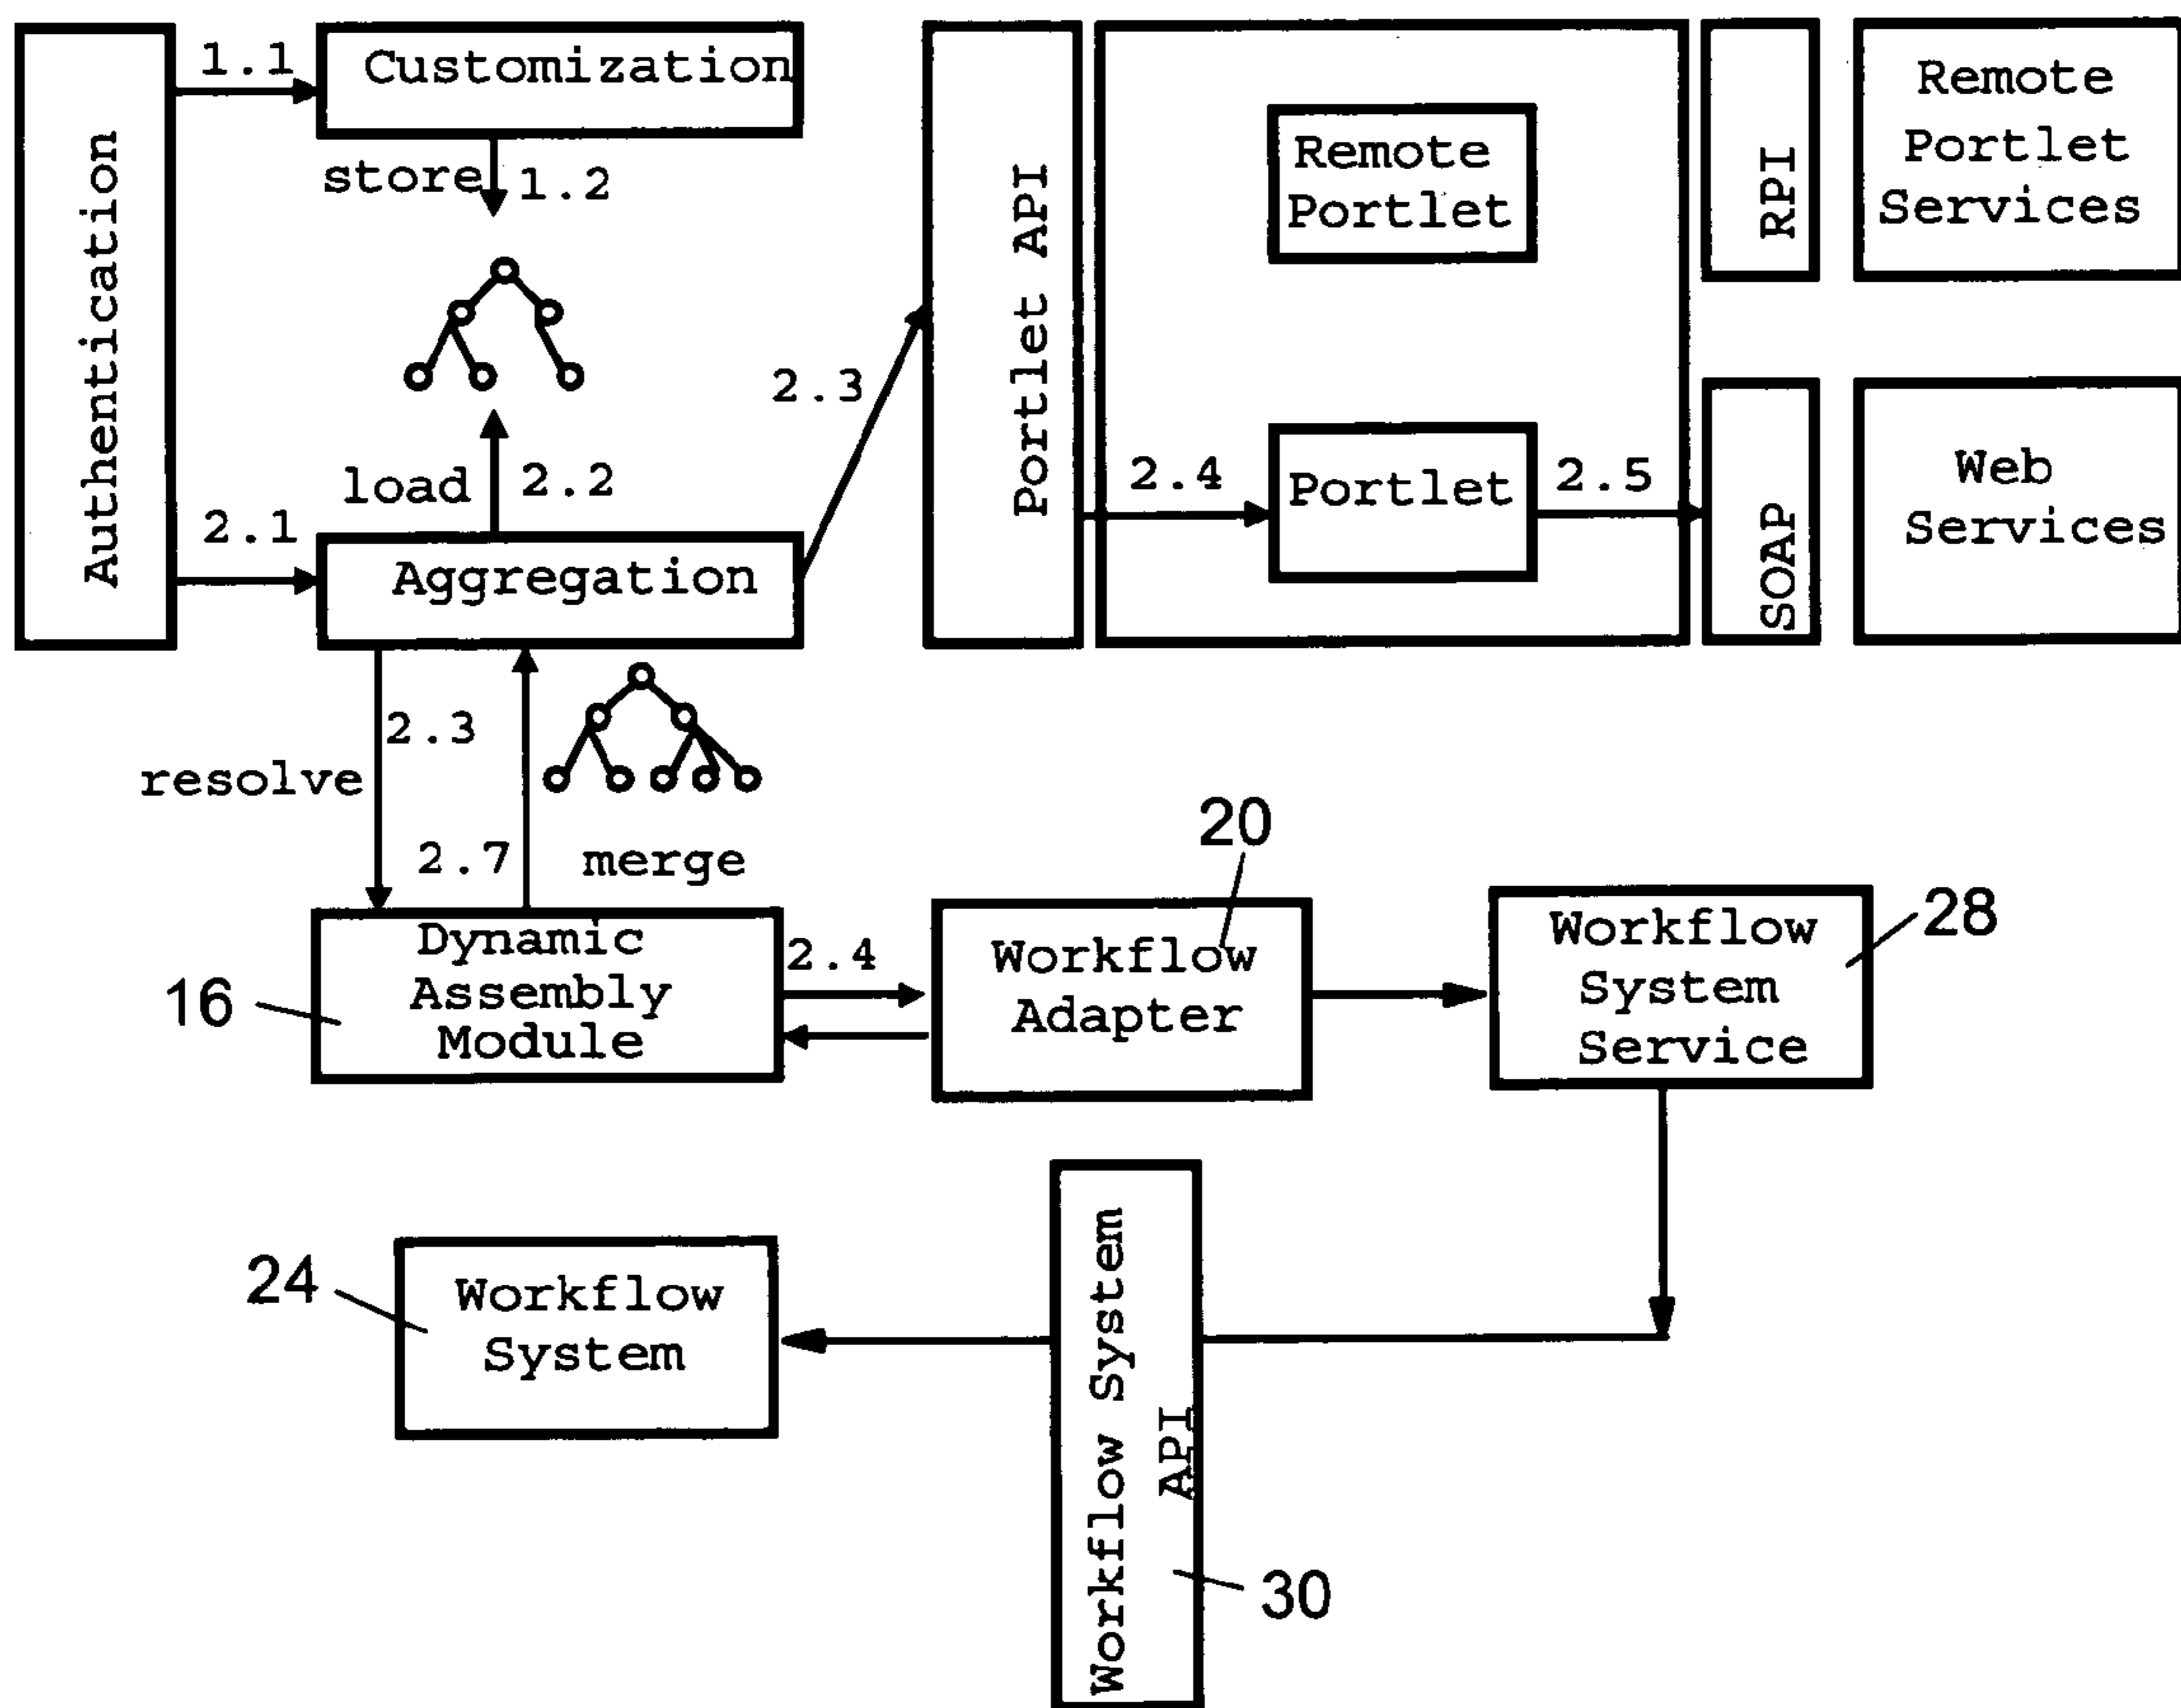 Authentication
1.1
Customization
store
1.2
load
2.2
2.1
Aggregation
2.3
Portlet API
Remote
Portlet
2.4
Portlet
2.5
RPI
Remote
Portlet
Services
SOAP
Web
Services
2.3
resolve
2.7
merge
16
Dynamic
Assembly
Module
2.4
20
Workflow
Adapter
Workflow
System
Service
28
24
Workflow
System
Workflow System
API
30